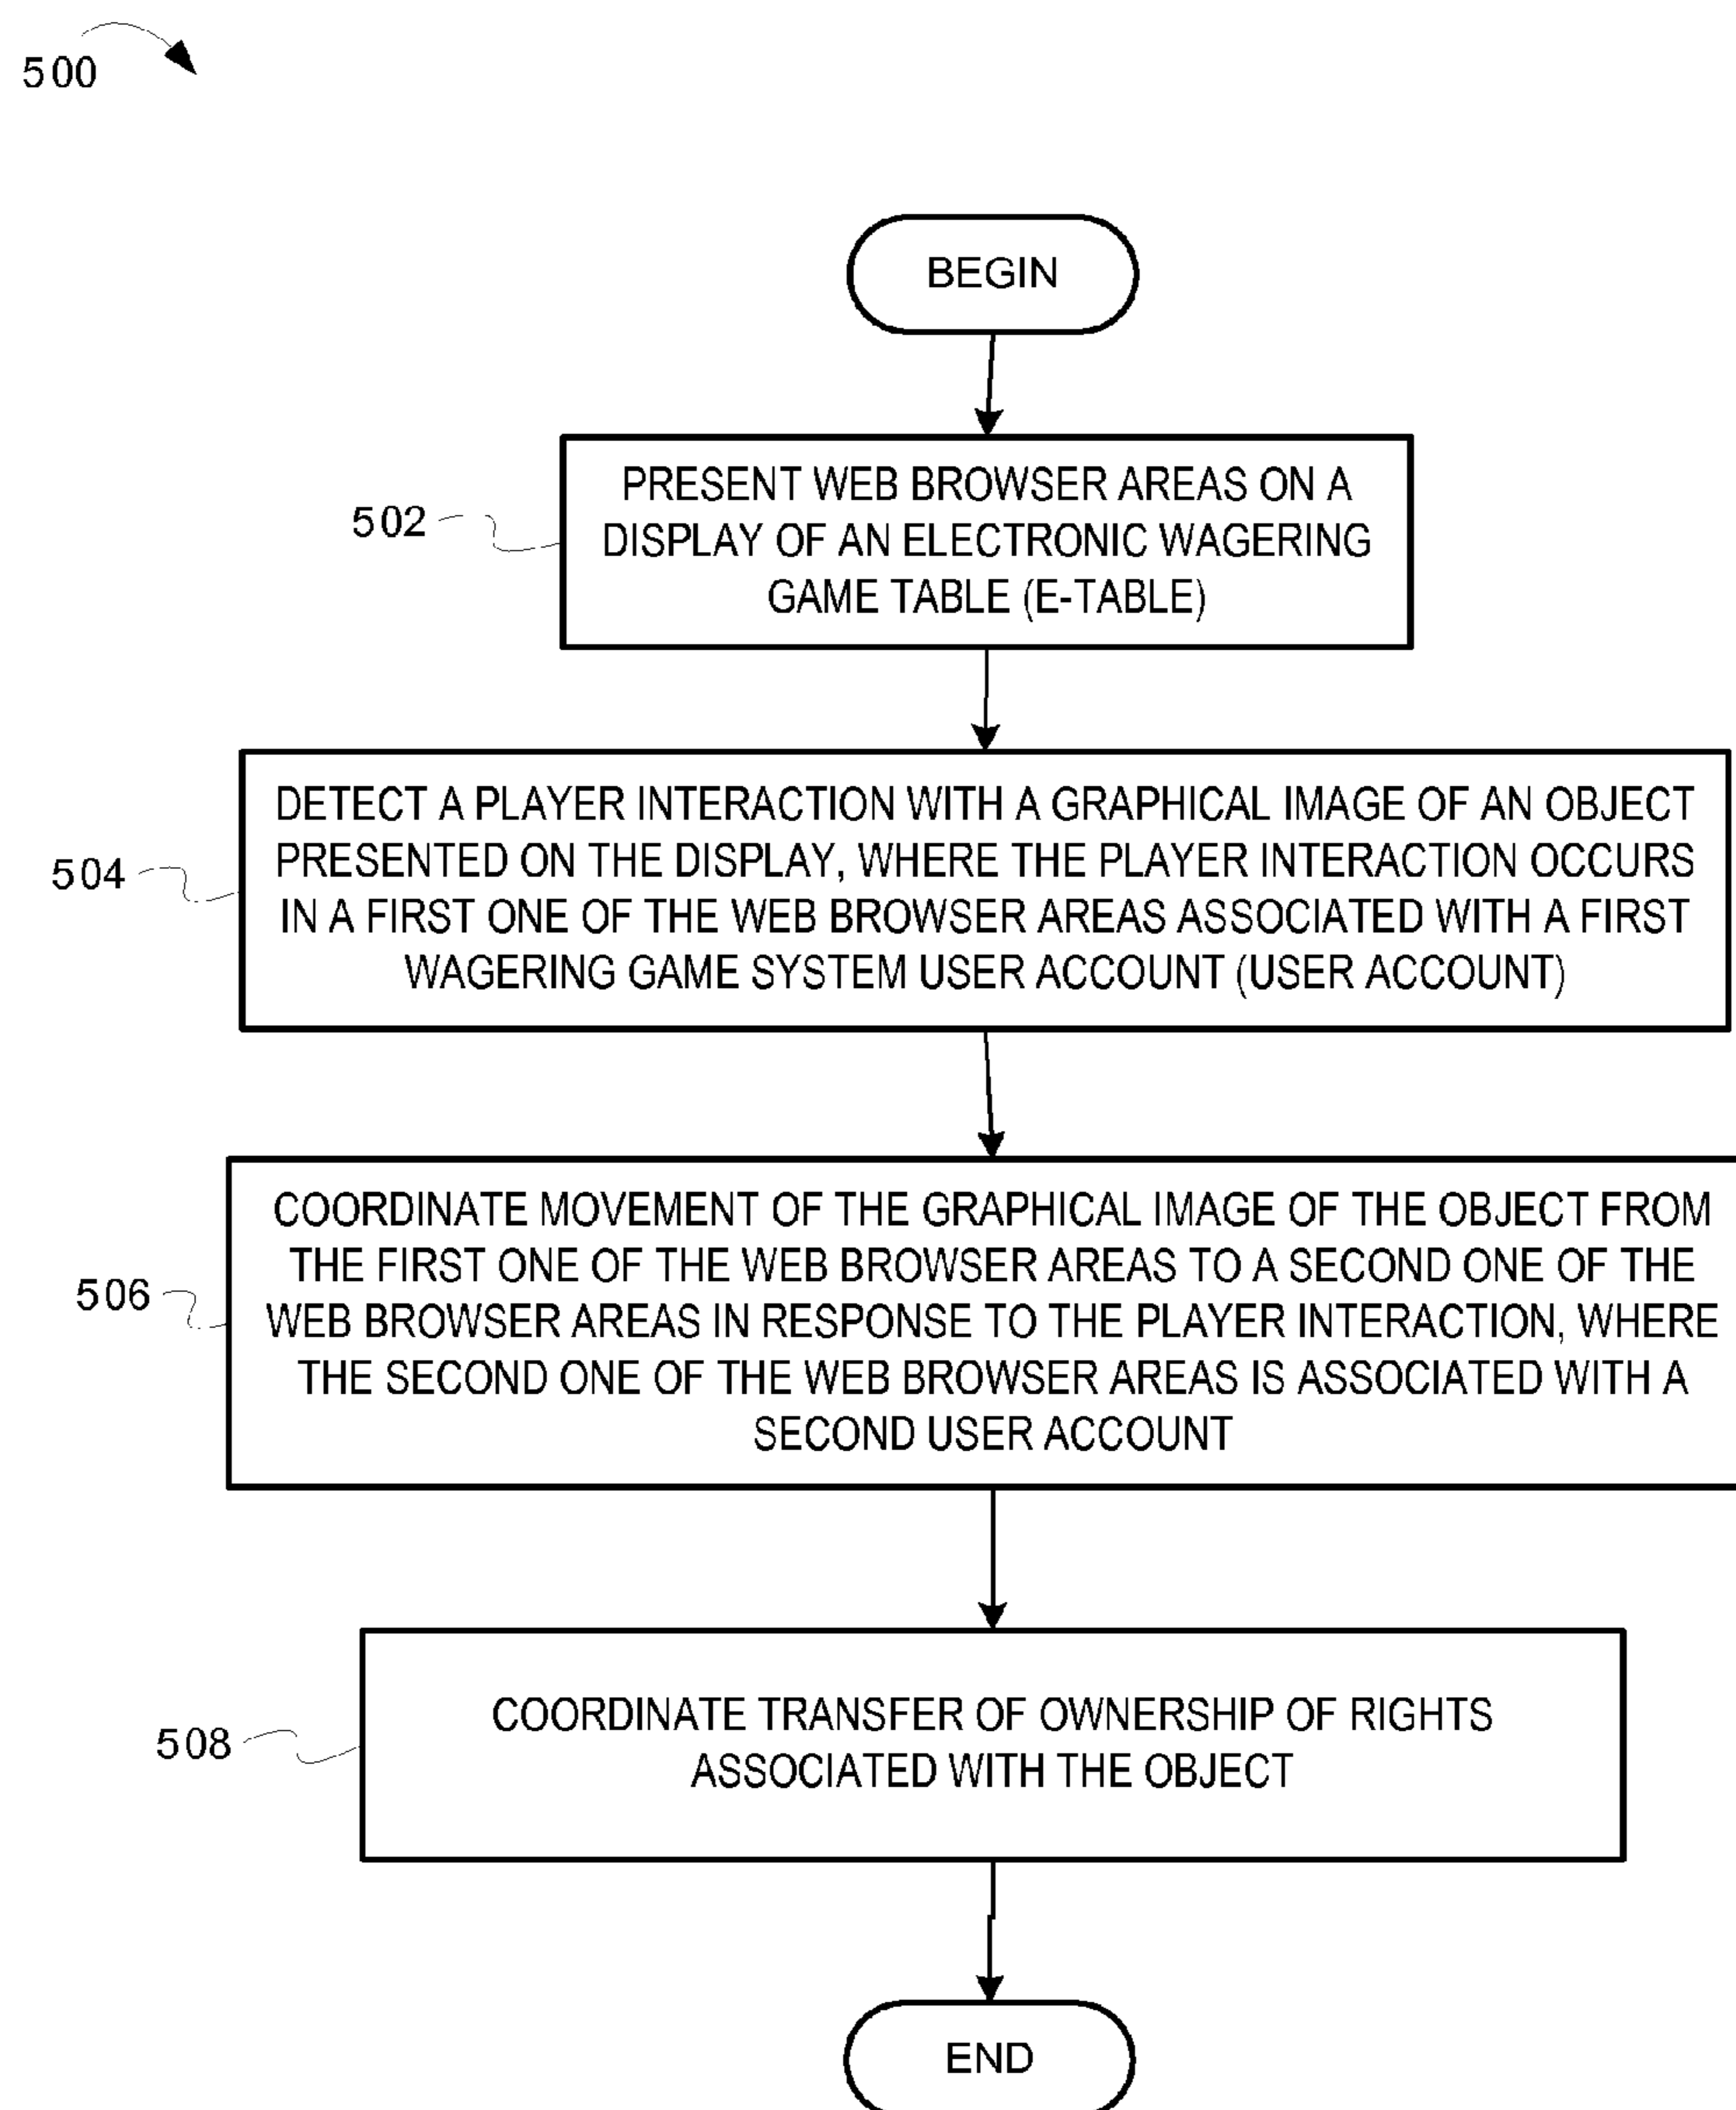 500
BEGIN
502
PRESENT WEB BROWSER AREAS ON A
DISPLAY OF AN ELECTRONIC WAGERING
GAME TABLE (E-TABLE)
504
DETECT A PLAYER INTERACTION WITH A GRAPHICAL IMAGE OF AN OBJECT
PRESENTED ON THE DISPLAY, WHERE THE PLAYER INTERACTION OCCURS
IN A FIRST ONE OF THE WEB BROWSER AREAS ASSOCIATED WITH A FIRST
WAGERING GAME SYSTEM USER ACCOUNT (USER ACCOUNT)
506
COORDINATE MOVEMENT OF THE GRAPHICAL IMAGE OF THE OBJECT FROM
THE FIRST ONE OF THE WEB BROWSER AREAS TO A SECOND ONE OF THE
WEB BROWSER AREAS IN RESPONSE TO THE PLAYER INTERACTION, WHERE
THE SECOND ONE OF THE WEB BROWSER AREAS IS ASSOCIATED WITH A
SECOND USER ACCOUNT
508
COORDINATE TRANSFER OF OWNERSHIP OF RIGHTS
ASSOCIATED WITH THE OBJECT
END